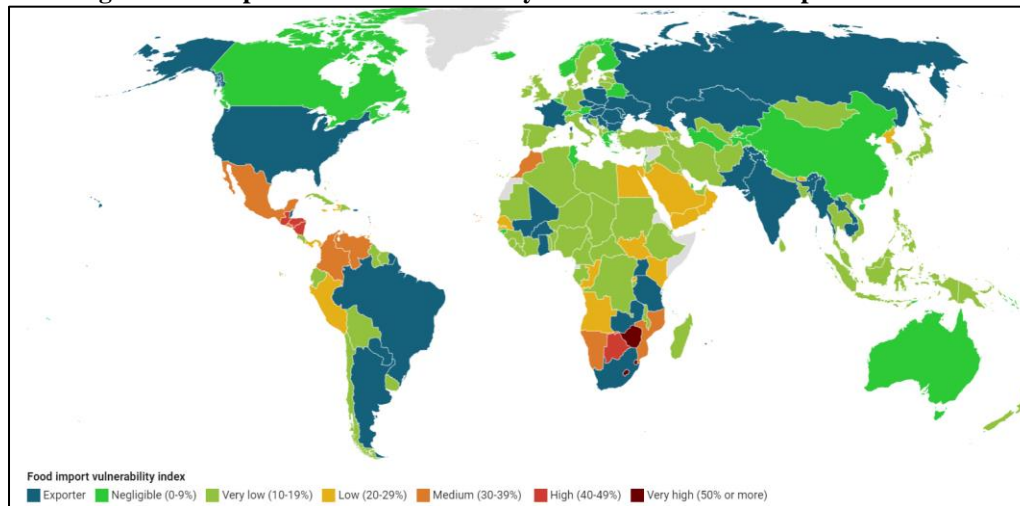 Food import vulnerability index
Exporter Negligible (0-9%) Very low (10-19%) Low (20-29%) Medium (30-39%) High (40-49%) Very high (50% or more)